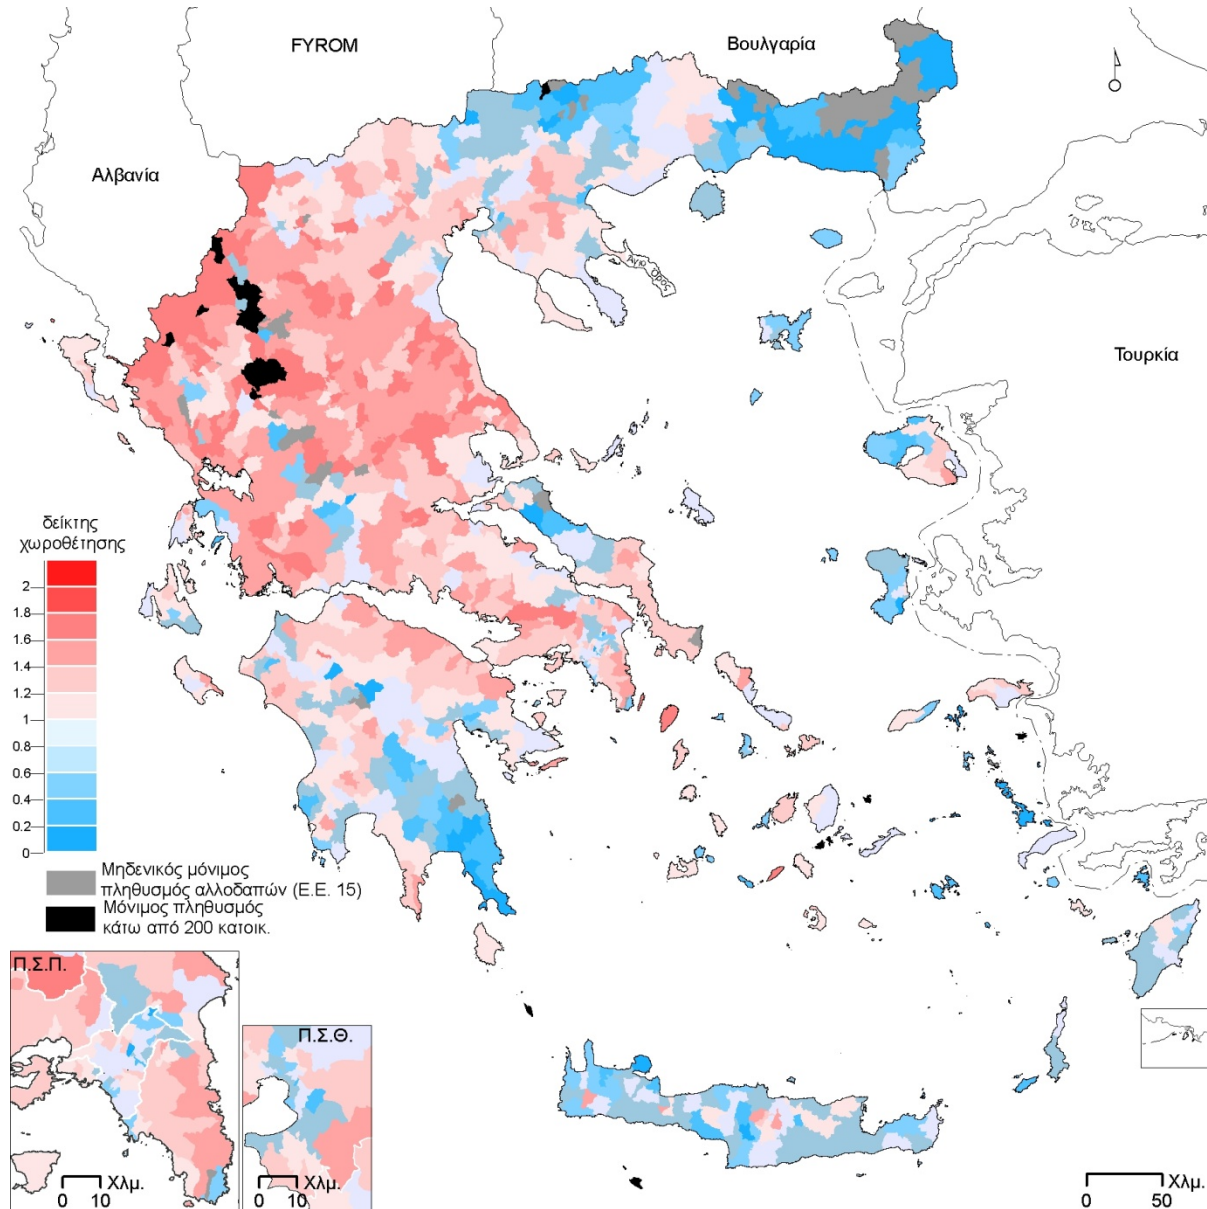 FYROM
Βουλγαρία
Αλβανία
Άγιο Όρος
Τουρκία
δείκτης
χωροθέτησης
2
1.8
1.6
1.4
1.2
1
0.8
0.6
0.4
0.2
0
Μηδενικός μόνιμος
πληθυσμός αλλοδαπών (Ε.Ε. 15)
Μόνιμος πληθυσμός
κάτω από 200 κατοικ.
Π.Σ.Π.
0 10 Χλμ.
Π.Σ.Θ.
0 10 Χλμ.
0 50 Χλμ.